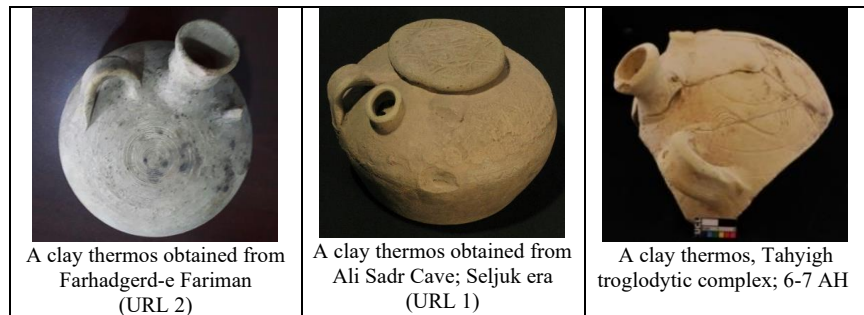 A clay thermos obtained from
Farhadgerd-e Fariman
(URL 2)
A clay thermos obtained from
Ali Sadr Cave; Seljuk era
(URL 1)
A clay thermos, Tahyigh
troglodytic complex; 6-7 AH